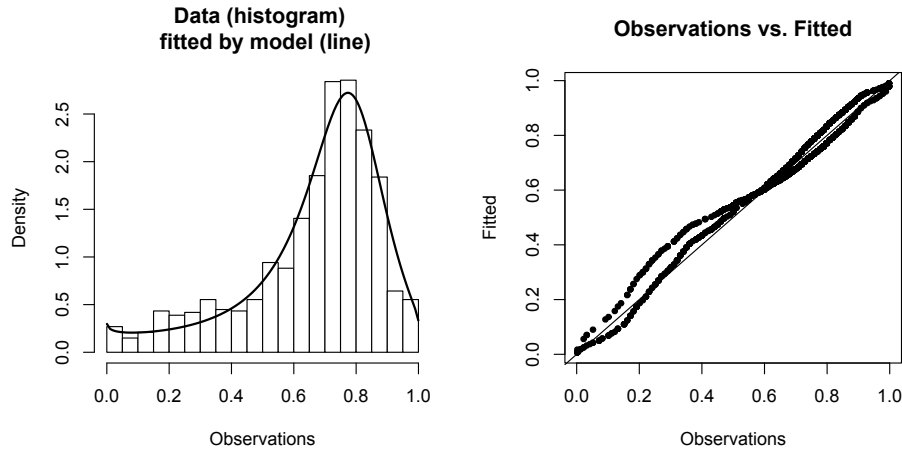 Data (histogram)
fitted by model (line)
Density
0.0 0.5 1.0 1.5 2.0 2.5
0.0 0.2 0.4 0.6 0.8 1.0
Observations
Observations vs. Fitted
Fitted
0.0 0.2 0.4 0.6 0.8 1.0
0.0 0.2 0.4 0.6 0.8 1.0
Observations